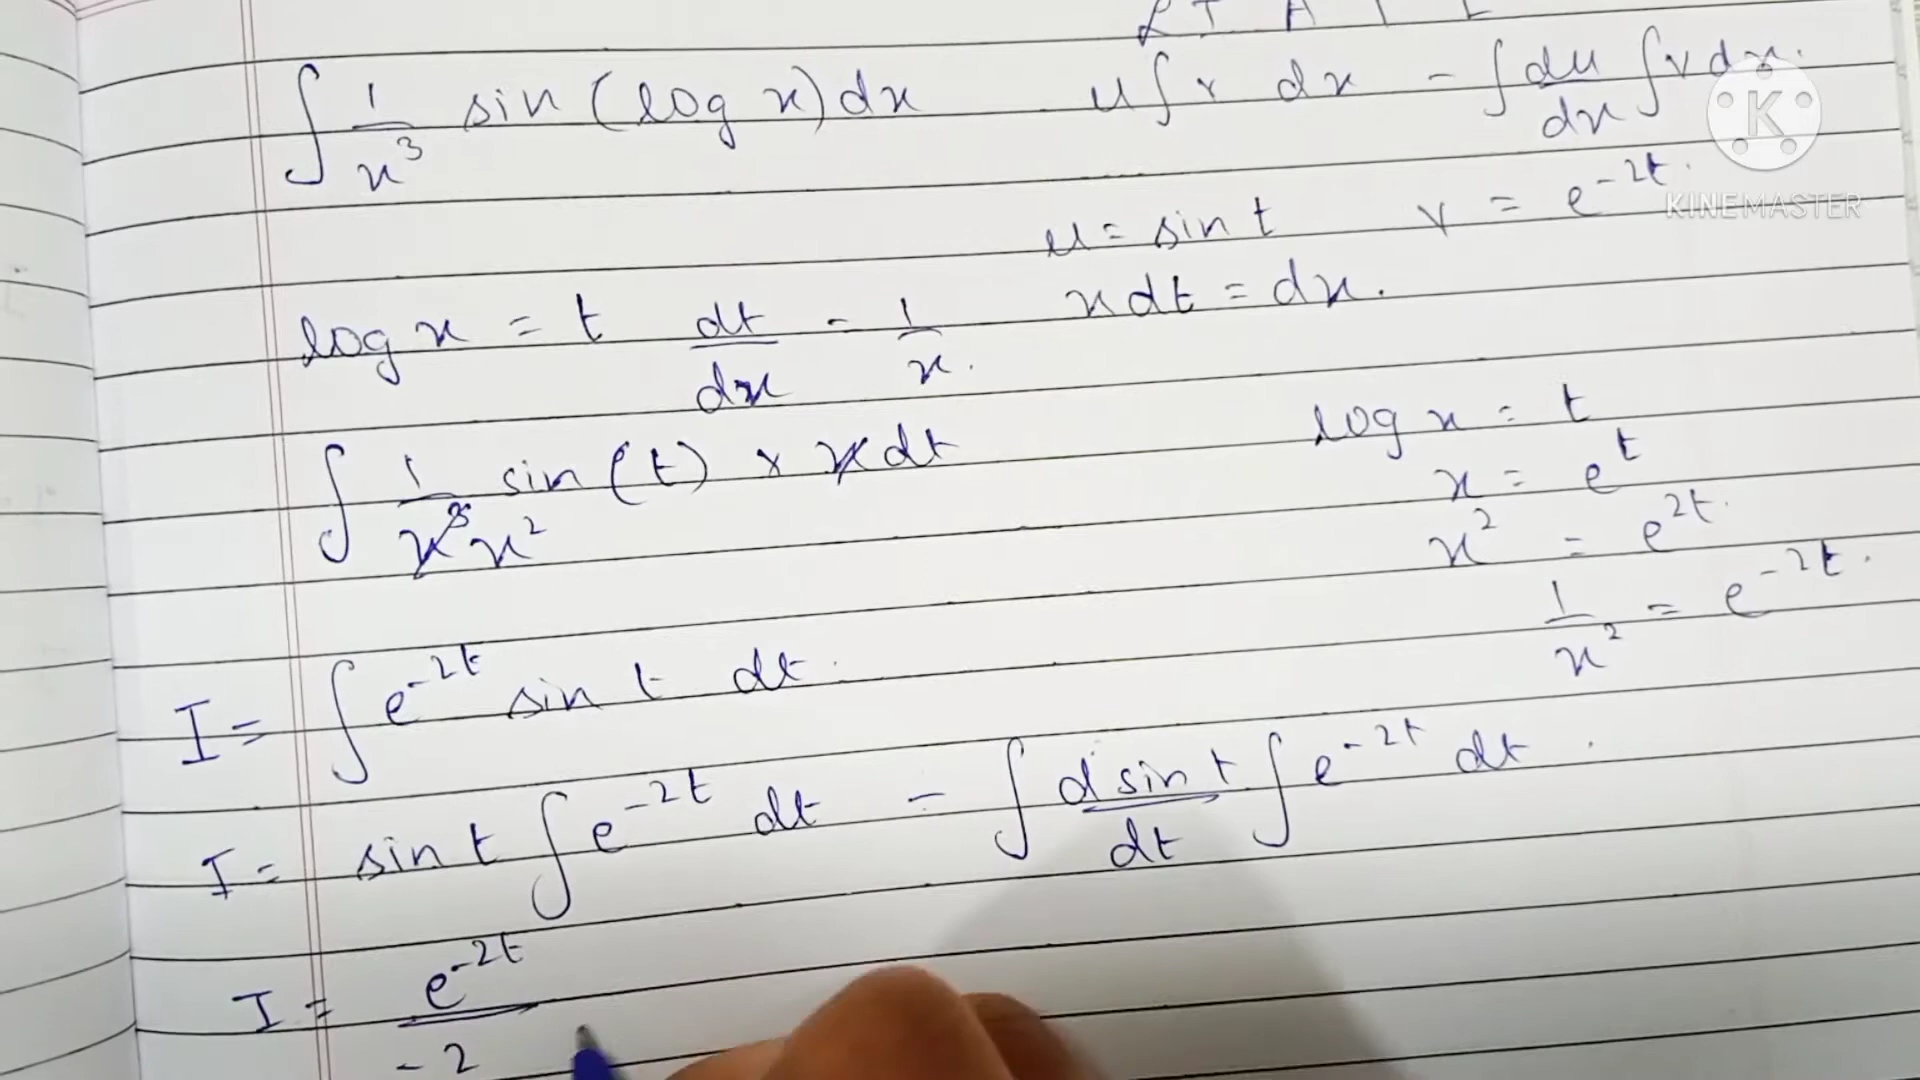 L I A T E
∫ 1/x³ sin (log x) dx u ∫ v dx - ∫ du/dx ∫ v dx.
K
KINEMASTER
u = sin t v = e^-2t.
log x = t dt/dx = 1/x. x dt = dx.
∫ 1/x³ x² sin (t) × x dt
log x = t
x = e^t
x² = e^2t.
1/x² = e^-2t.
I = ∫ e^-2t sin t dt.
I = sin t ∫ e^-2t dt - ∫ d sin t/dt ∫ e^-2t dt.
I = e^-2t/-2